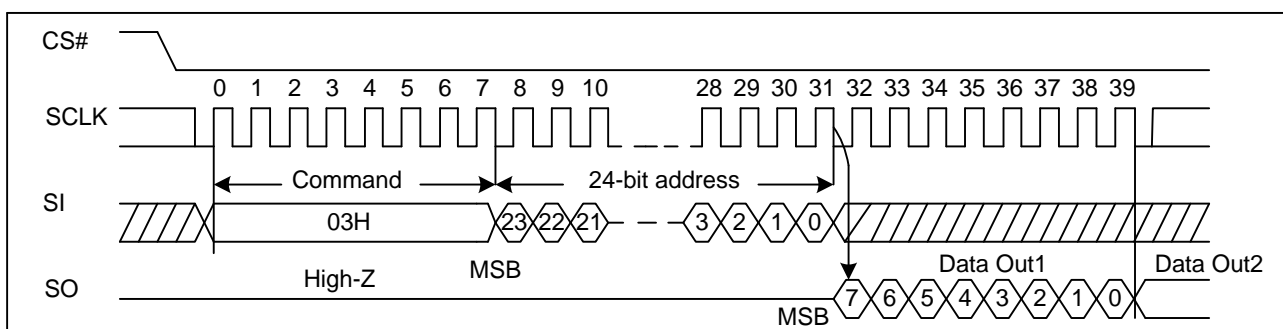 CS#
0 1 2 3 4 5 6 7 8 9 10 28 29 30 31 32 33 34 35 36 37 38 39
SCLK
Command 24-bit address
SI
03H 23 22 21 3 2 1 0
High-Z MSB Data Out1 Data Out2
SO
MSB 7 6 5 4 3 2 1 0